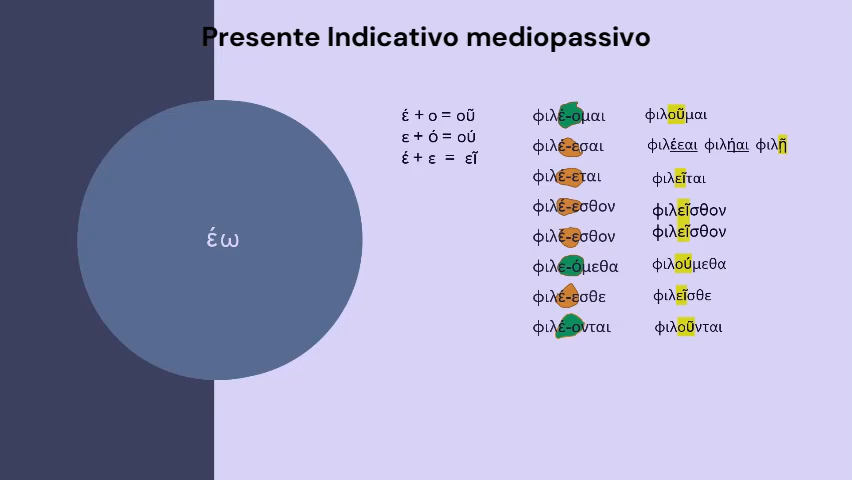 Presente Indicativo mediopassivo
έω
έ + ο = οῦ
ε + ό = ού
έ + ε = εῖ
φιλέ-ομαι
φιλέ-εσαι
φιλέ-εται
φιλέ-εσθον
φιλέ-εσθον
φιλε-όμεθα
φιλέ-εσθε
φιλέ-ονται
φιλοῦμαι
φιλέεαι φιλήαι φιλῇ
φιλεῖται
φιλεῖσθον
φιλεῖσθον
φιλούμεθα
φιλεῖσθε
φιλοῦνται